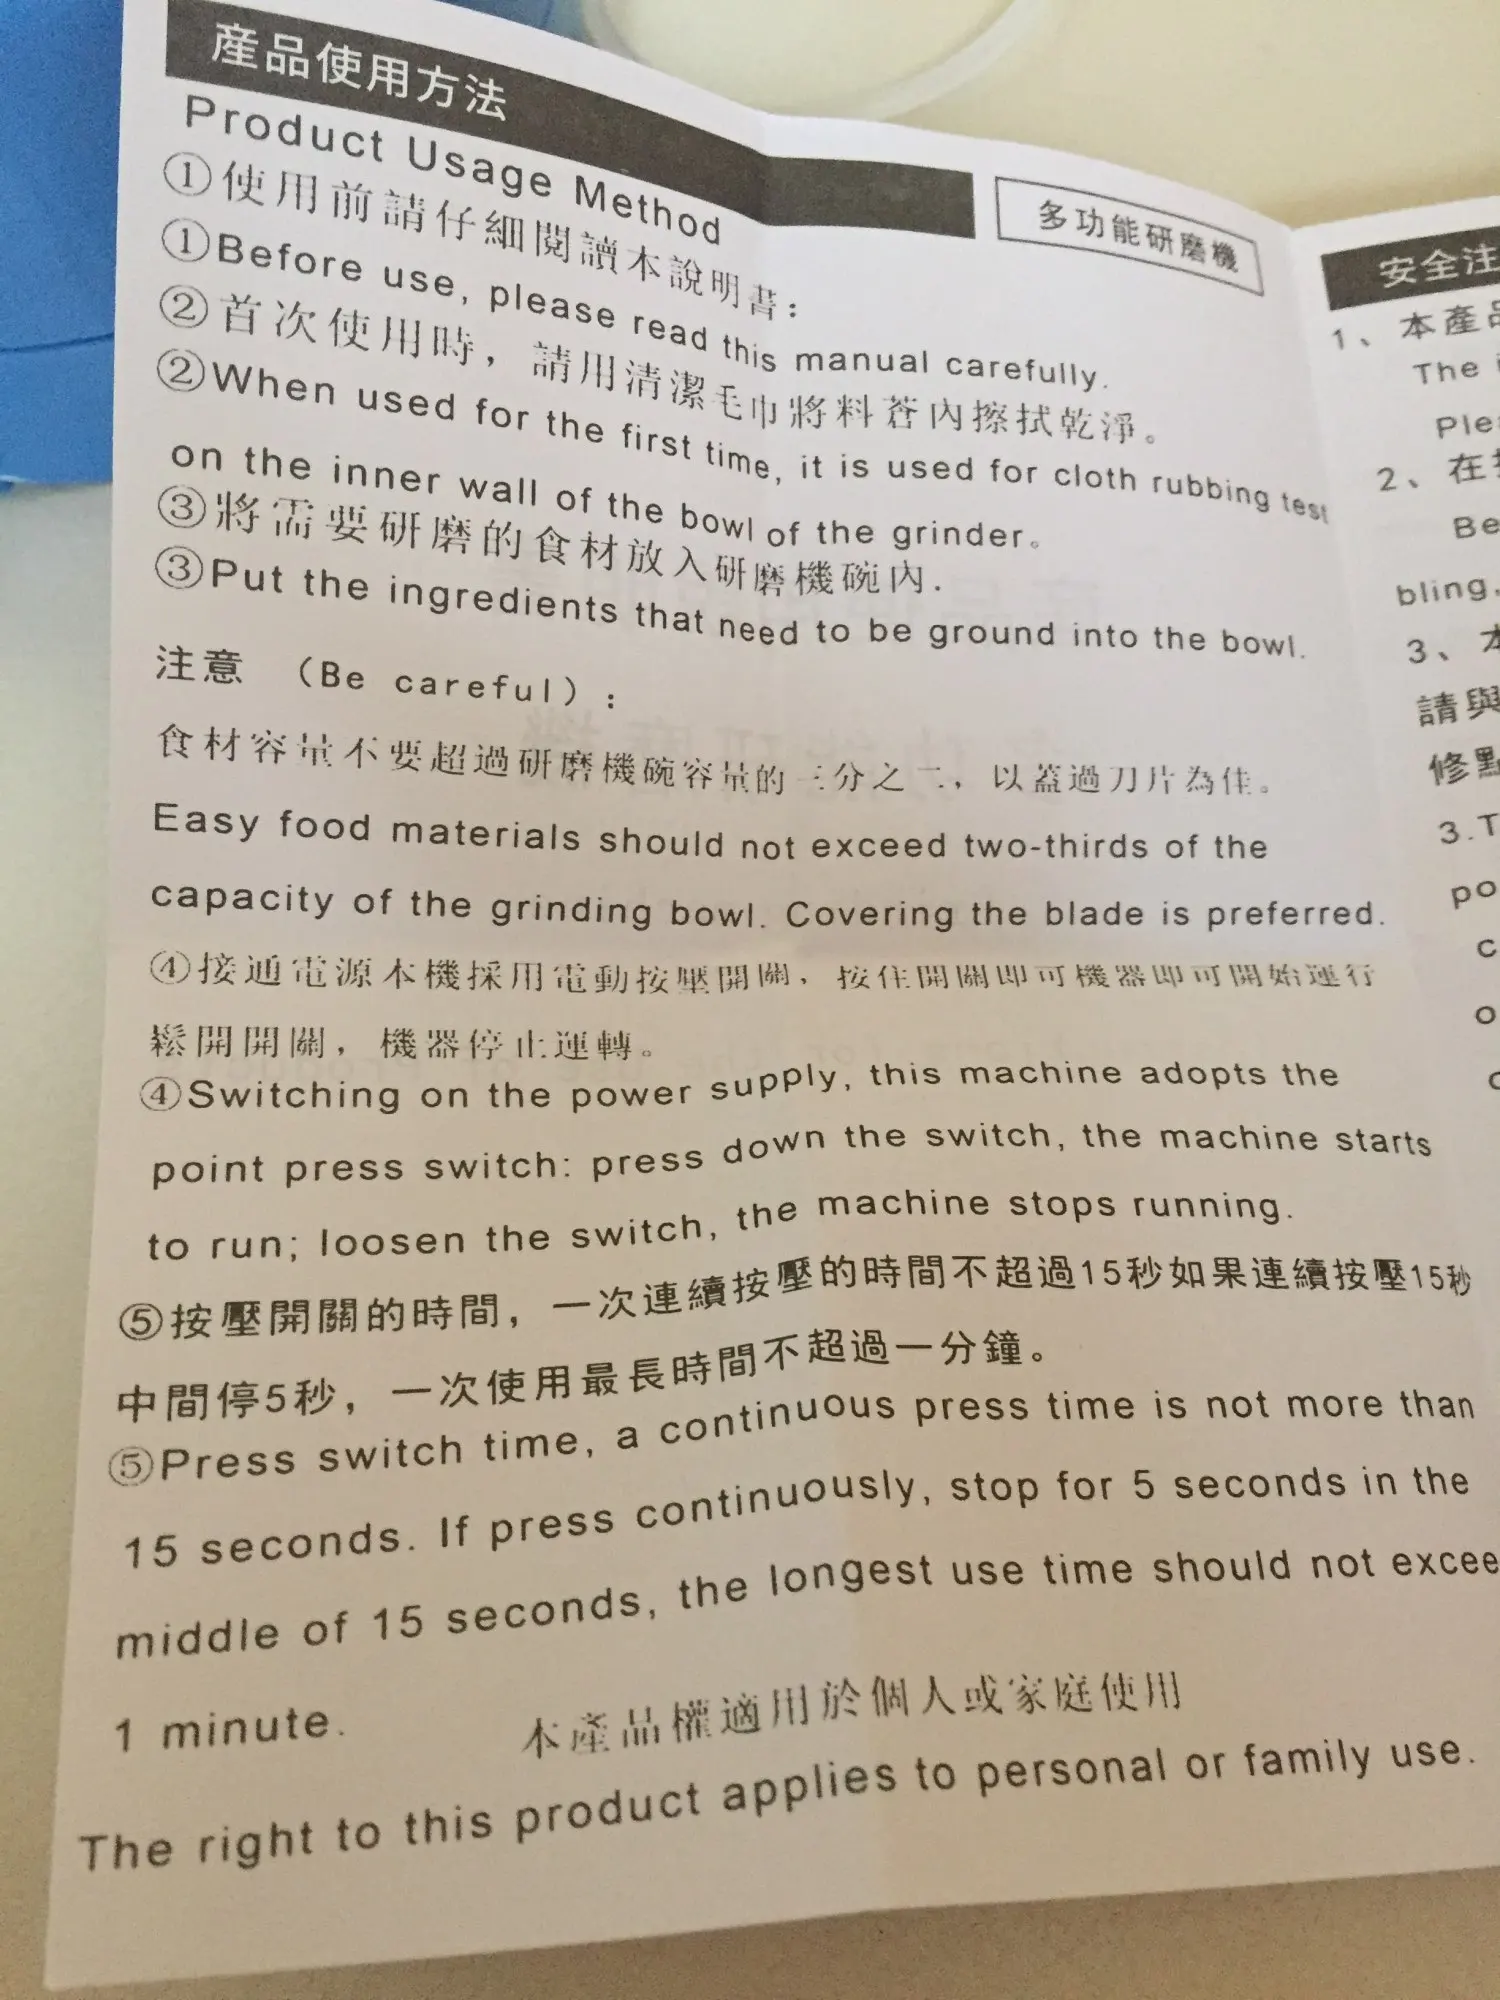 産品使用方法
Product Usage Method
多功能研磨機
①使用前請仔細閱讀本說明書：
①Before use, please read this manual carefully.
②首次使用時，請用清潔毛巾將料蒼內擦拭乾淨。
②When used for the first time, it is used for cloth rubbing test
on the inner wall of the bowl of the grinder。
③將需要研磨的食材放入研磨機碗內.
③Put the ingredients that need to be ground into the bowl.
注意 （Be careful）：
食材容量不要超過研磨機碗容量的三分之二，以蓋過刀片為佳。
Easy food materials should not exceed two-thirds of the
capacity of the grinding bowl. Covering the blade is preferred.
④接通電源本機採用電動按壓開關，按住開關即可機器即可開始運行
鬆開開關，機器停止運轉。
④Switching on the power supply, this machine adopts the
point press switch: press down the switch, the machine starts
to run; loosen the switch, the machine stops running.
⑤按壓開關的時間，一次連續按壓的時間不超過15秒如果連續按壓15秒
中間停5秒，一次使用最長時間不超過一分鐘。
⑤Press switch time, a continuous press time is not more than
15 seconds. If press continuously, stop for 5 seconds in the
middle of 15 seconds, the longest use time should not excee
1 minute.
本產品權適用於個人或家庭使用
The right to this product applies to personal or family use.
安全注
1、本產品
The i
Plea
2、在
Be
bling,
3、本
請與
修點
3.T
po
c
o